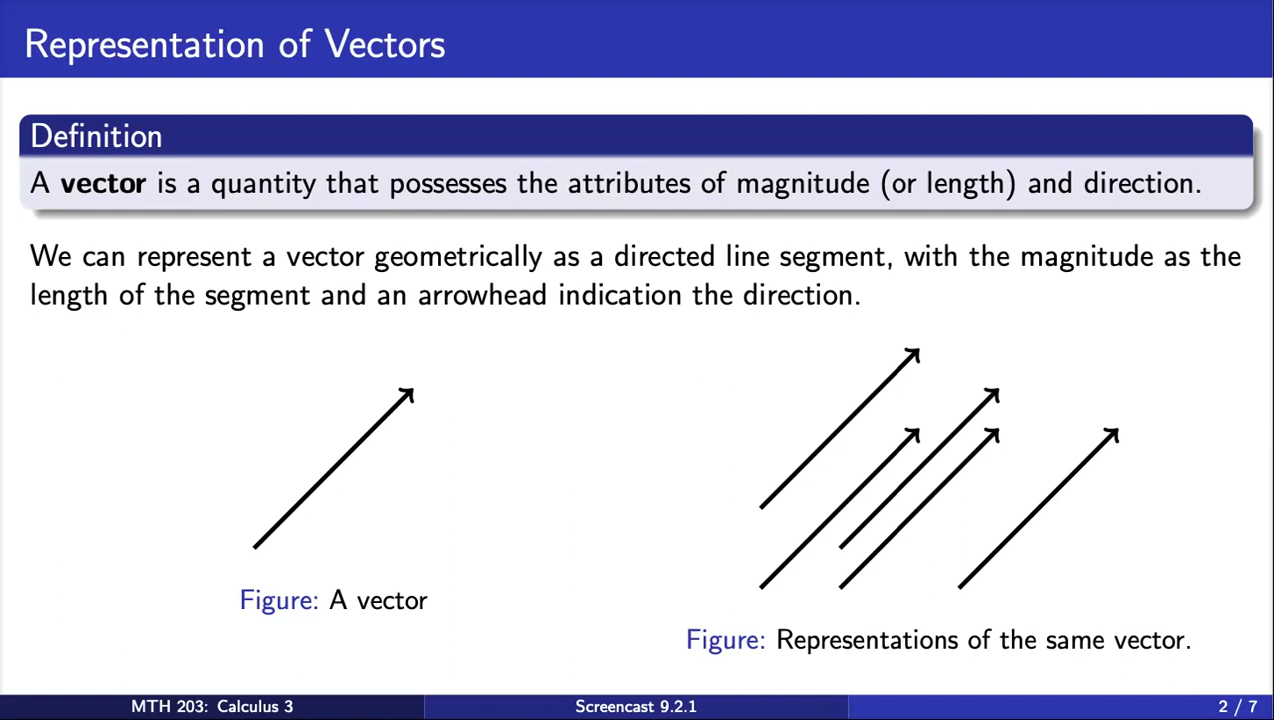 Representation of Vectors
Definition
A vector is a quantity that possesses the attributes of magnitude (or length) and direction.
We can represent a vector geometrically as a directed line segment, with the magnitude as the
length of the segment and an arrowhead indication the direction.
Figure: A vector
Figure: Representations of the same vector.
MTH 203: Calculus 3
Screencast 9.2.1
2 / 7